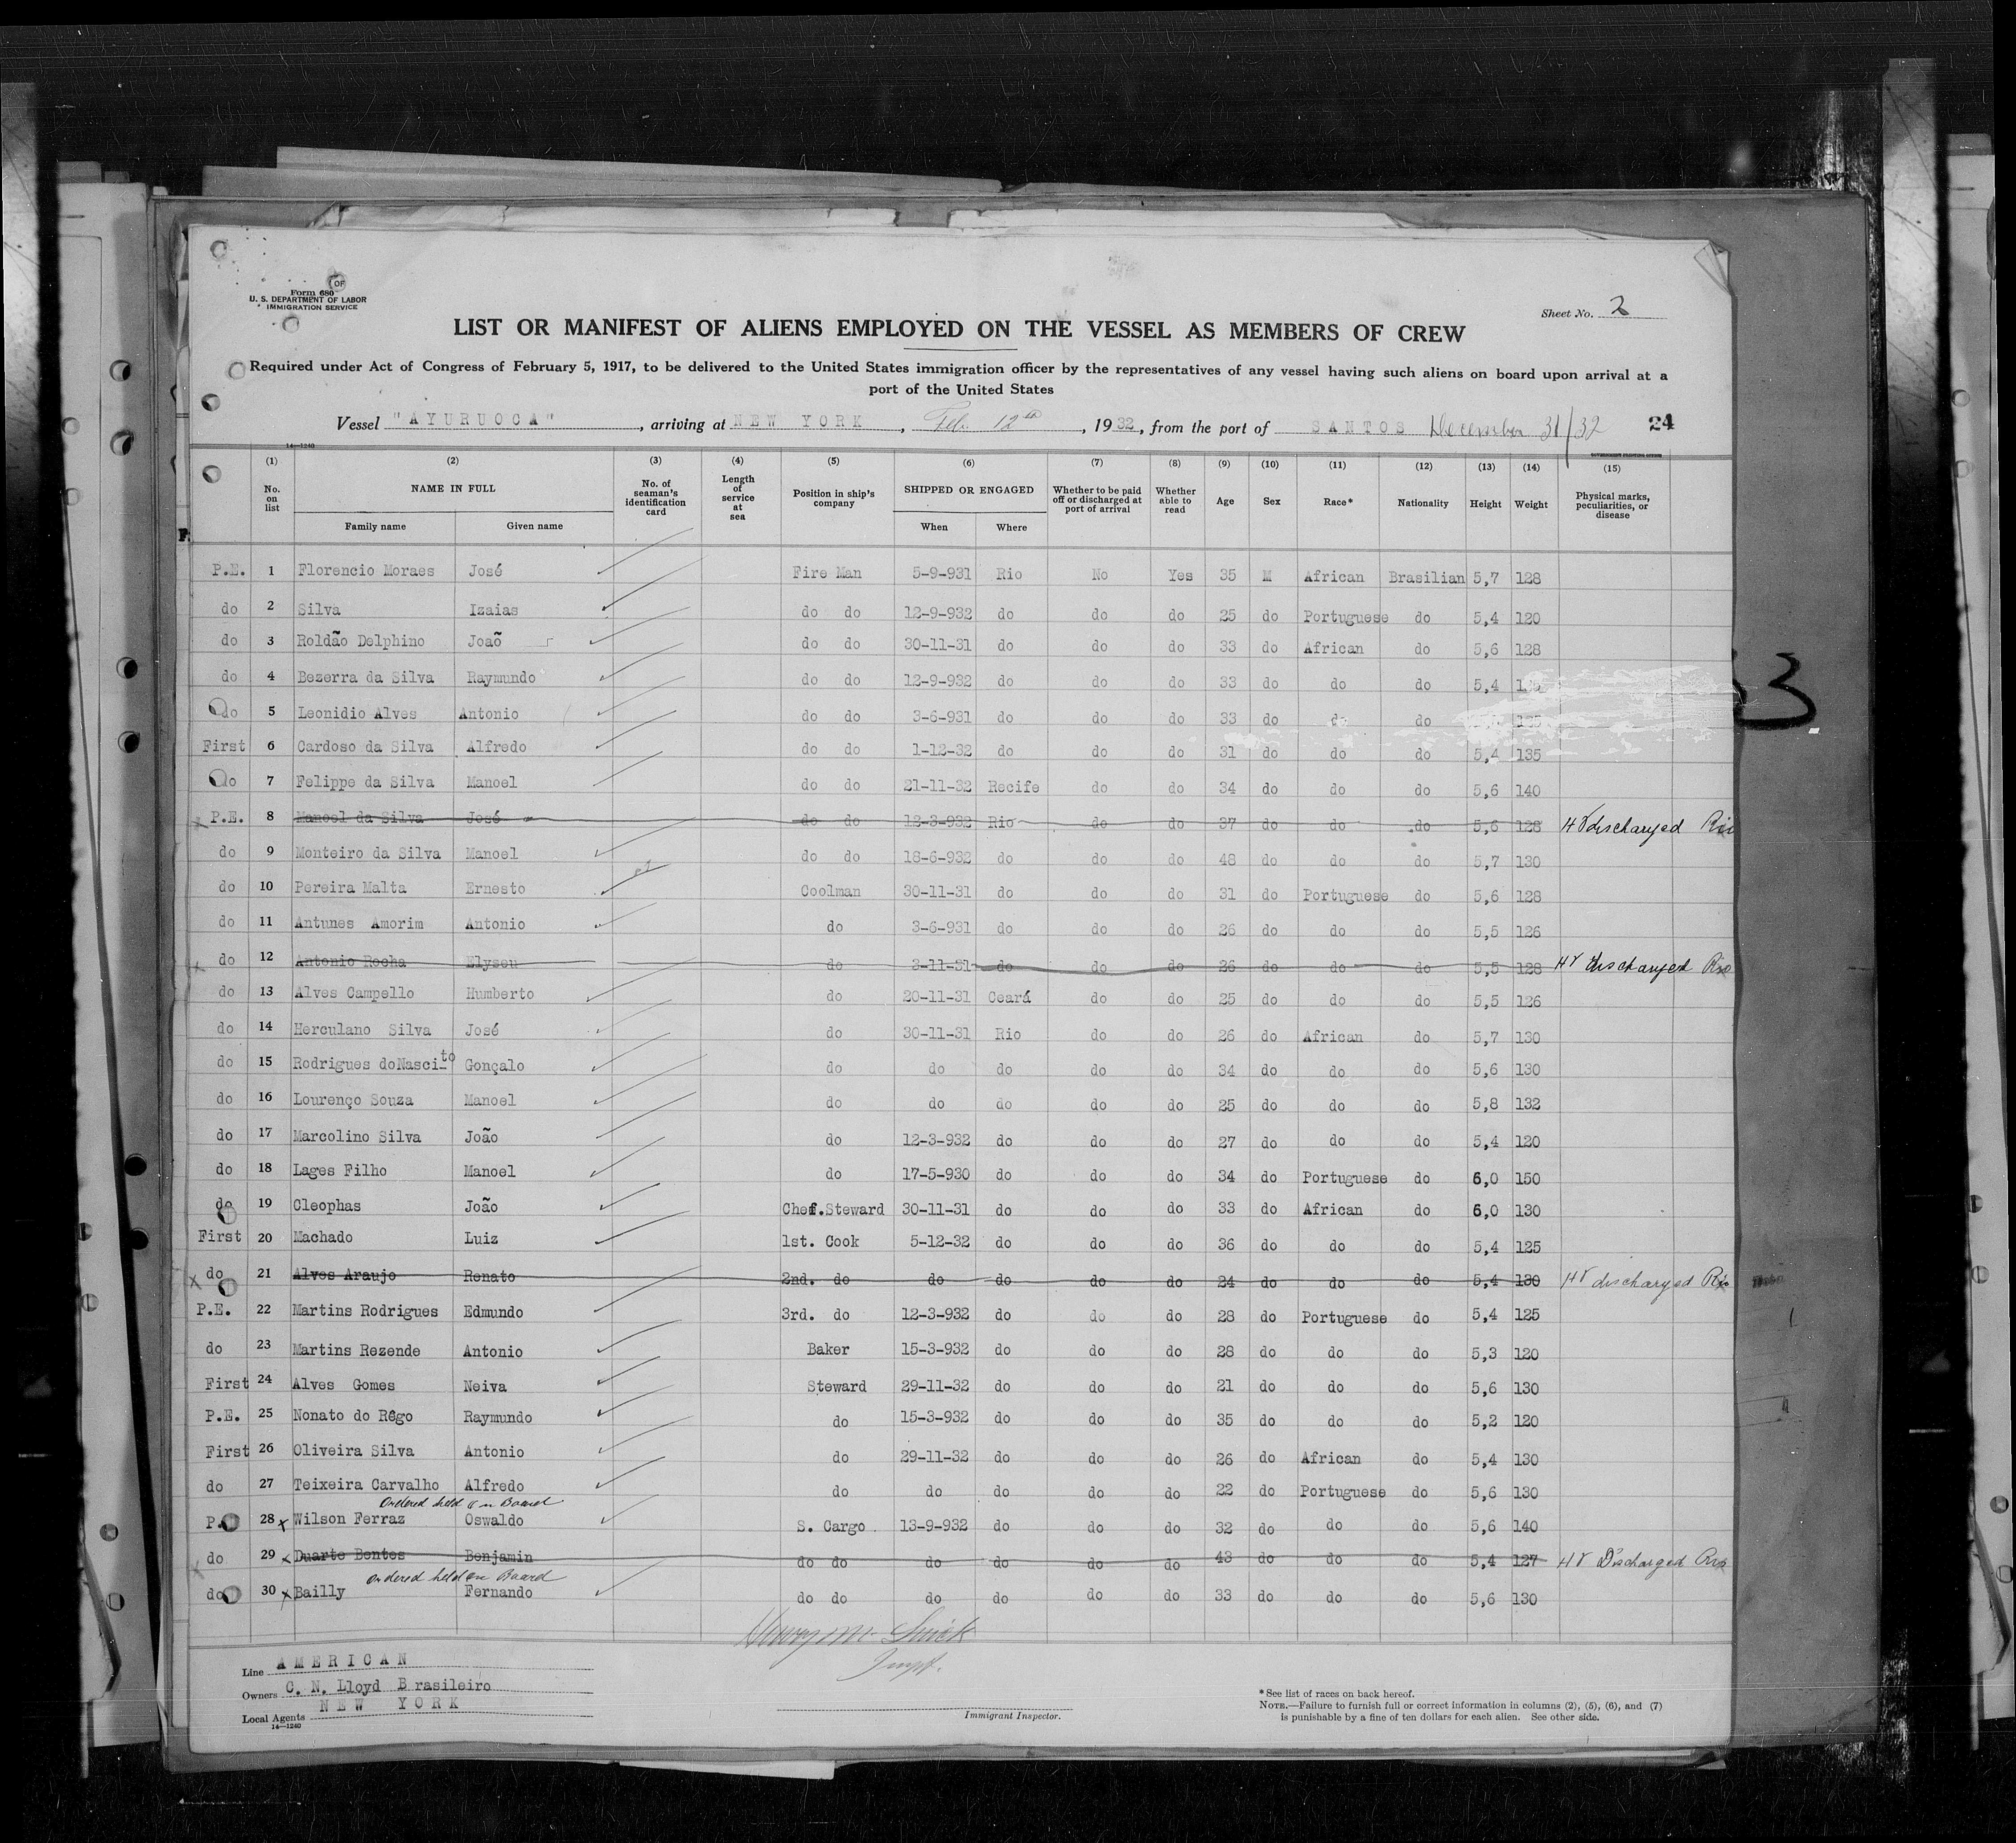 Form 680
U. S. DEPARTMENT OF LABOR
IMMIGRATION SERVICE
OF
Sheet No. 2
LIST OR MANIFEST OF ALIENS EMPLOYED ON THE VESSEL AS MEMBERS OF CREW
Required under Act of Congress of February 5, 1917, to be delivered to the United States immigration officer by the representatives of any vessel having such aliens on board upon arrival at a
port of the United States
Vessel "AYURUOCA", arriving at NEW YORK, Feb. 12th, 1932, from the port of SANTOS December 31/32 24
14—1240
GOVERNMENT PRINTING OFFICE
(1) (2) (3) (4) (5) (6) (7) (8) (9) (10) (11) (12) (13) (14) (15)
No. on list NAME IN FULL Family name Given name No. of seaman's identification card Length of service at sea Position in ship's company SHIPPED OR ENGAGED When Where Whether to be paid off or discharged at port of arrival Whether able to read Age Sex Race* Nationality Height Weight Physical marks, peculiarities, or disease
P.E. 1 Florencio Moraes José Fire Man 5-9-931 Rio No Yes 35 M African Brasilian 5,7 128
do 2 Silva Izaias do do 12-9-932 do do do 25 do Portuguese do 5,4 120
do 3 Roldão Delphino Joaõ do do 30-11-31 do do do 33 do African do 5,6 128
do 4 Bezerra da Silva Raymundo do do 12-9-932 do do do 33 do do do 5,4
do 5 Leonidio Alves Antonio do do 3-6-931 do do do 33 do do do
First 6 Cardoso da Silva Alfredo do do 1-12-32 do do do 31 do do do 5,4 135
do 7 Felippe da Silva Manoel do do 21-11-32 Recife do do 34 do do do 5,6 140
x P.E. 8 Manoel da Silva José do do 12-3-932 Rio do do 37 do do do 5,6 128 discharged Rio
do 9 Monteiro da Silva Manoel do do 18-6-932 do do do 48 do do do 5,7 130
do 10 Pereira Malta Ernesto Coolman 30-11-31 do do do 31 do Portuguese do 5,6 128
do 11 Antunes Amorim Antonio do 3-6-931 do do do 26 do do do 5,5 126
x do 12 Antonio Rocha Elyseu do 3-11-31 do do do 26 do do do 5,5 128 discharged Rio
do 13 Alves Campello Humberto do 20-11-31 Ceará do do 25 do do do 5,5 126
do 14 Herculano Silva José do 30-11-31 Rio do do 26 do African do 5,7 130
do 15 Rodrigues doNascito Gonçalo do do do do do 34 do do do 5,6 130
do 16 Lourenço Souza Manoel do do do do do 25 do do do 5,8 132
do 17 Marcolino Silva João do 12-3-932 do do do 27 do do do 5,4 120
do 18 Lages Filho Manoel do 17-5-930 do do do 34 do Portuguese do 6,0 150
do 19 Cleophas João Chef.Steward 30-11-31 do do do 33 do African do 6,0 130
First 20 Machado Luiz 1st. Cook 5-12-32 do do do 36 do do do 5,4 125
x do 21 Alves Araujo Renato 2nd. do do do do do 24 do do do 5,4 130 discharged Rio
P.E. 22 Martins Rodrigues Edmundo 3rd. do 12-3-932 do do do 28 do Portuguese do 5,4 125
do 23 Martins Rezende Antonio Baker 15-3-932 do do do 28 do do do 5,3 120
First 24 Alves Gomes Neiva Steward 29-11-32 do do do 21 do do do 5,6 130
P.E. 25 Nonato do Rêgo Raymundo do 15-3-932 do do do 35 do do do 5,2 120
First 26 Oliveira Silva Antonio do 29-11-32 do do do 26 do African do 5,4 130
do 27 Teixeira Carvalho Alfredo do do do do do 22 do Portuguese do 5,6 130
Ordered held on Board
P. 28 x Wilson Ferraz Oswaldo S. Cargo 13-9-932 do do do 32 do do do 5,6 140
x do 29 x Duarte Bentes Benjamin do do do do do do 43 do do do 5,4 127 Discharged Rio
ordered held on Board
do 30 x Bailly Fernando do do do do do do 33 do do do 5,6 130
Line AMERICAN
Owners C. N. Lloyd Brasileiro
Local Agents NEW YORK
14—1240
Immigrant Inspector.
* See list of races on back hereof.
NOTE.—Failure to furnish full or correct information in columns (2), (5), (6), and (7)
is punishable by a fine of ten dollars for each alien. See other side.